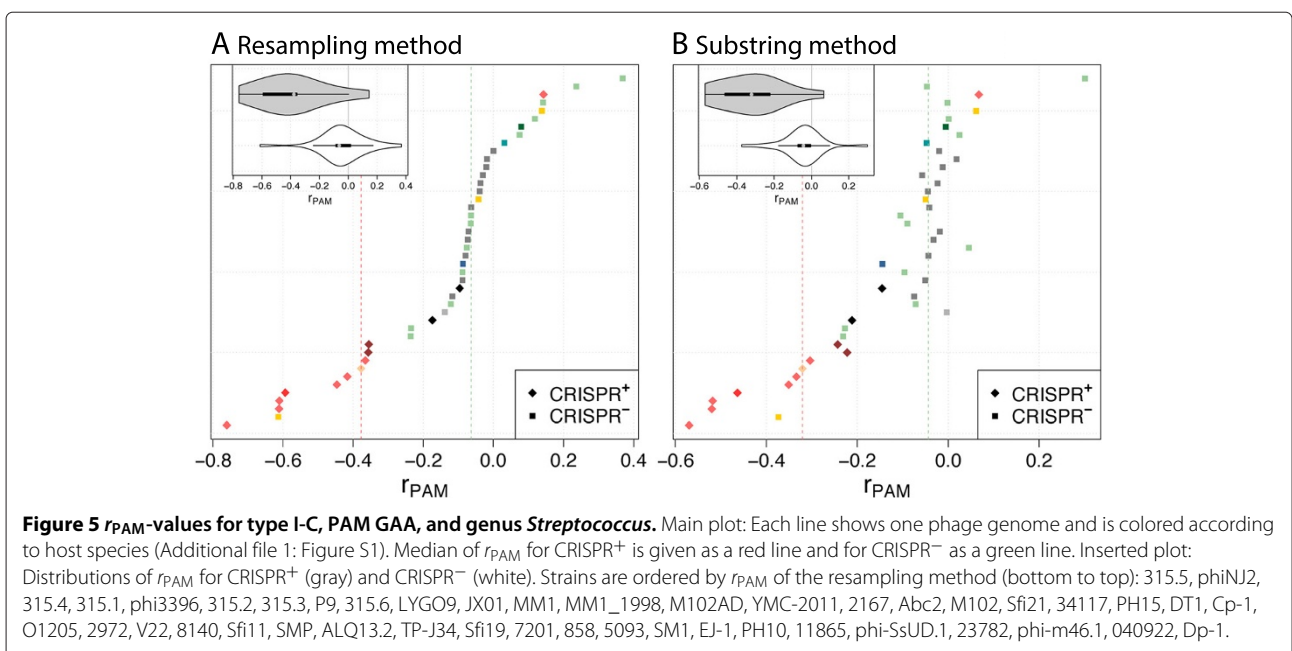 A Resampling method
B Substring method
−0.8 −0.6 −0.4 −0.2 0.0 0.2 0.4
rPAM
−0.6 −0.4 −0.2 0.0 0.2
rPAM
CRISPR+
CRISPR−
CRISPR+
CRISPR−
−0.8 −0.6 −0.4 −0.2 0.0 0.2 0.4
−0.6 −0.4 −0.2 0.0 0.2
rPAM
rPAM
Figure 5 rPAM-values for type I-C, PAM GAA, and genus Streptococcus. Main plot: Each line shows one phage genome and is colored according
to host species (Additional file 1: Figure S1). Median of rPAM for CRISPR+ is given as a red line and for CRISPR− as a green line. Inserted plot:
Distributions of rPAM for CRISPR+ (gray) and CRISPR− (white). Strains are ordered by rPAM of the resampling method (bottom to top): 315.5, phiNJ2,
315.4, 315.1, phi3396, 315.2, 315.3, P9, 315.6, LYGO9, JX01, MM1, MM1_1998, M102AD, YMC-2011, 2167, Abc2, M102, Sfi21, 34117, PH15, DT1, Cp-1,
O1205, 2972, V22, 8140, Sfi11, SMP, ALQ13.2, TP-J34, Sfi19, 7201, 858, 5093, SM1, EJ-1, PH10, 11865, phi-SsUD.1, 23782, phi-m46.1, 040922, Dp-1.